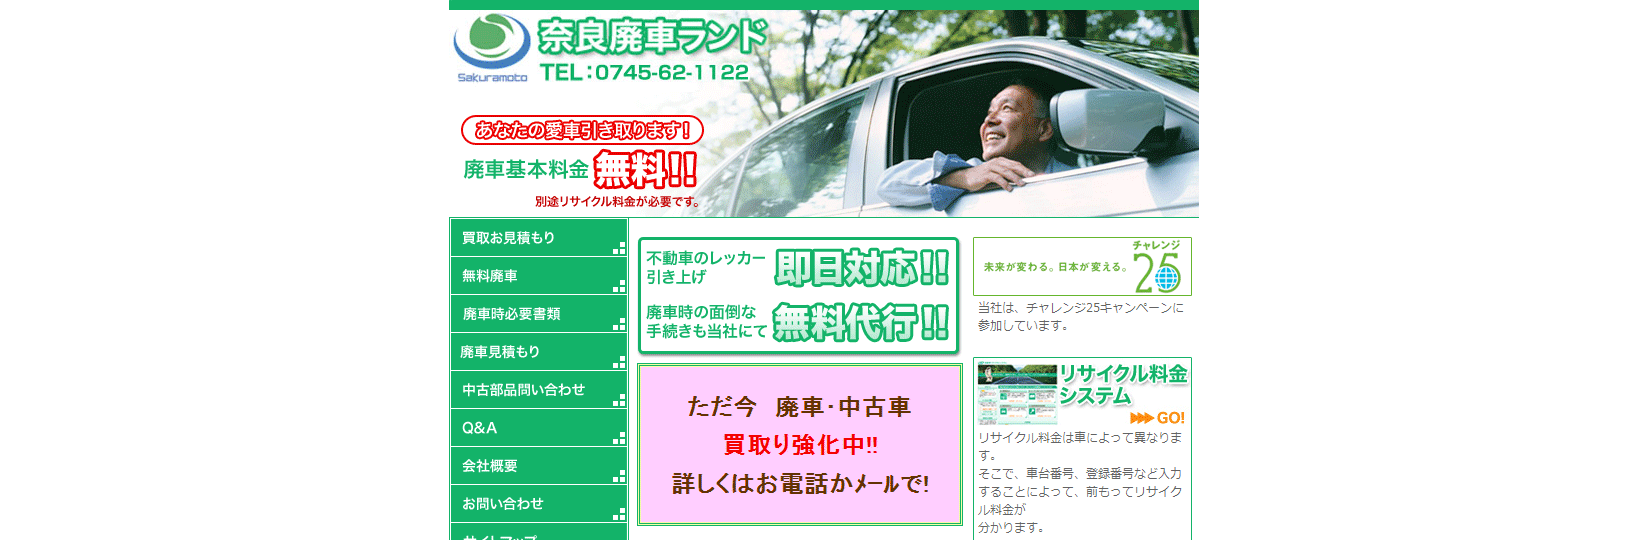 奈良廃車ランド
Sakuramoto
TEL：0745-62-1122
あなたの愛車引き取ります！
廃車基本料金 無料!!
別途リサイクル料金が必要です。
買取お見積もり
無料廃車
廃車時必要書類
廃車見積もり
中古部品問い合わせ
Q&A
会社概要
お問い合わせ
サイトマップ
不動車のレッカー
引き上げ
即日対応!!
廃車時の面倒な
手続きも当社にて
無料代行!!
ただ今　廃車･中古車
買取り強化中!!
詳しくはお電話かﾒｰﾙで!
チャレンジ
未来が変わる。日本が変える。
25
当社は、チャレンジ25キャンペーンに
参加しています。
リサイクル料金
システム
GO!
リサイクル料金は車によって異なりま
す。
そこで、車台番号、登録番号など入力
することによって、前もってリサイク
ル料金が
分かります。